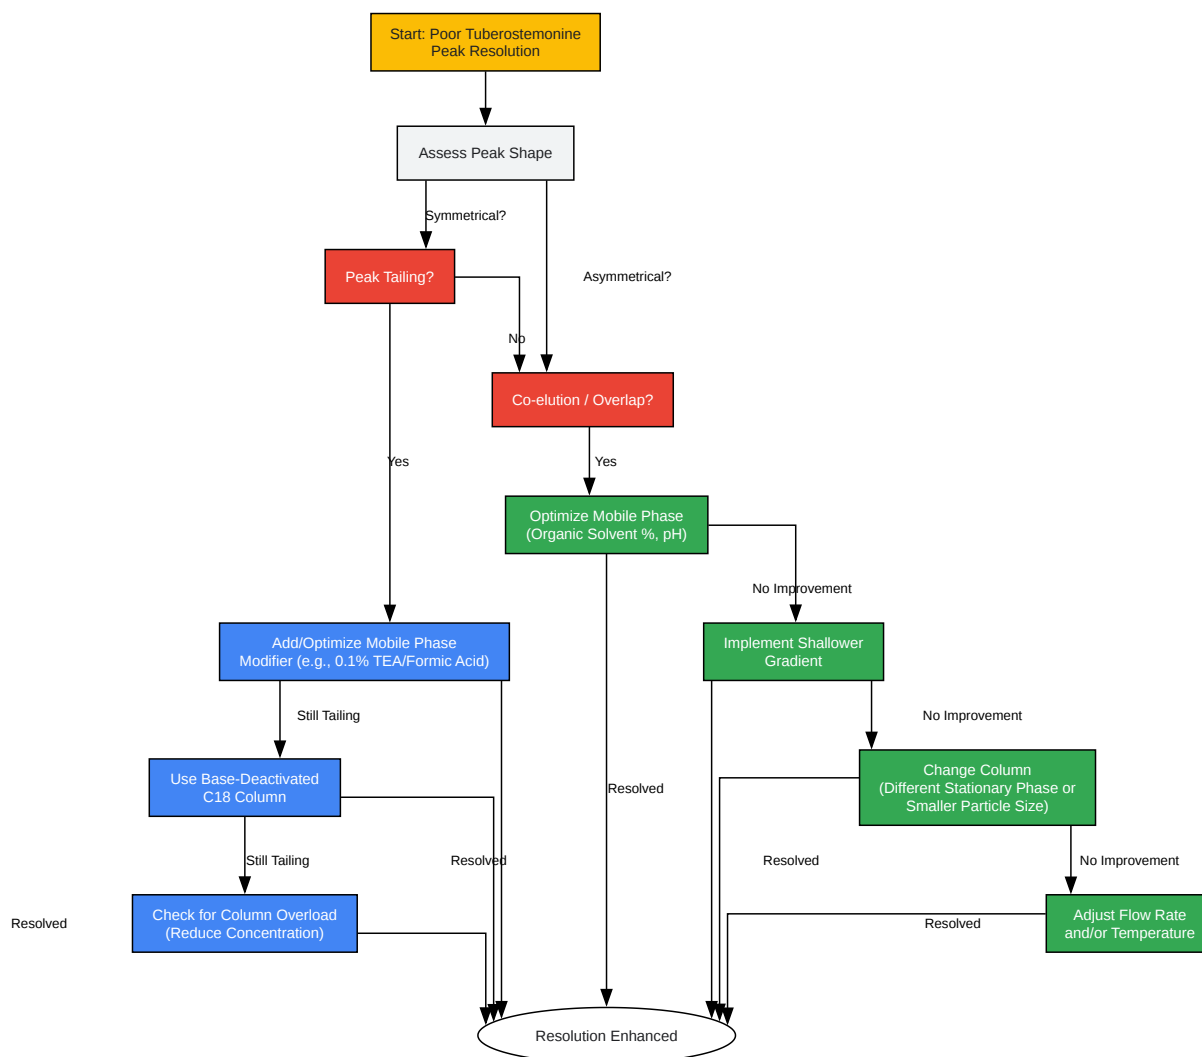 Start: Poor Tuberostemonine
Peak Resolution
Assess Peak Shape
Symmetrical?
Peak Tailing?
Asymmetrical?
No
Co-elution / Overlap?
Yes
Yes
Optimize Mobile Phase
(Organic Solvent %, pH)
No Improvement
Add/Optimize Mobile Phase
Modifier (e.g., 0.1% TEA/Formic Acid)
Implement Shallower
Gradient
Still Tailing
No Improvement
Use Base-Deactivated
C18 Column
Change Column
(Different Stationary Phase or
Smaller Particle Size)
Resolved
Still Tailing
Resolved
Resolved
No Improvement
Check for Column Overload
(Reduce Concentration)
Adjust Flow Rate
and/or Temperature
Resolved
Resolved
Resolution Enhanced